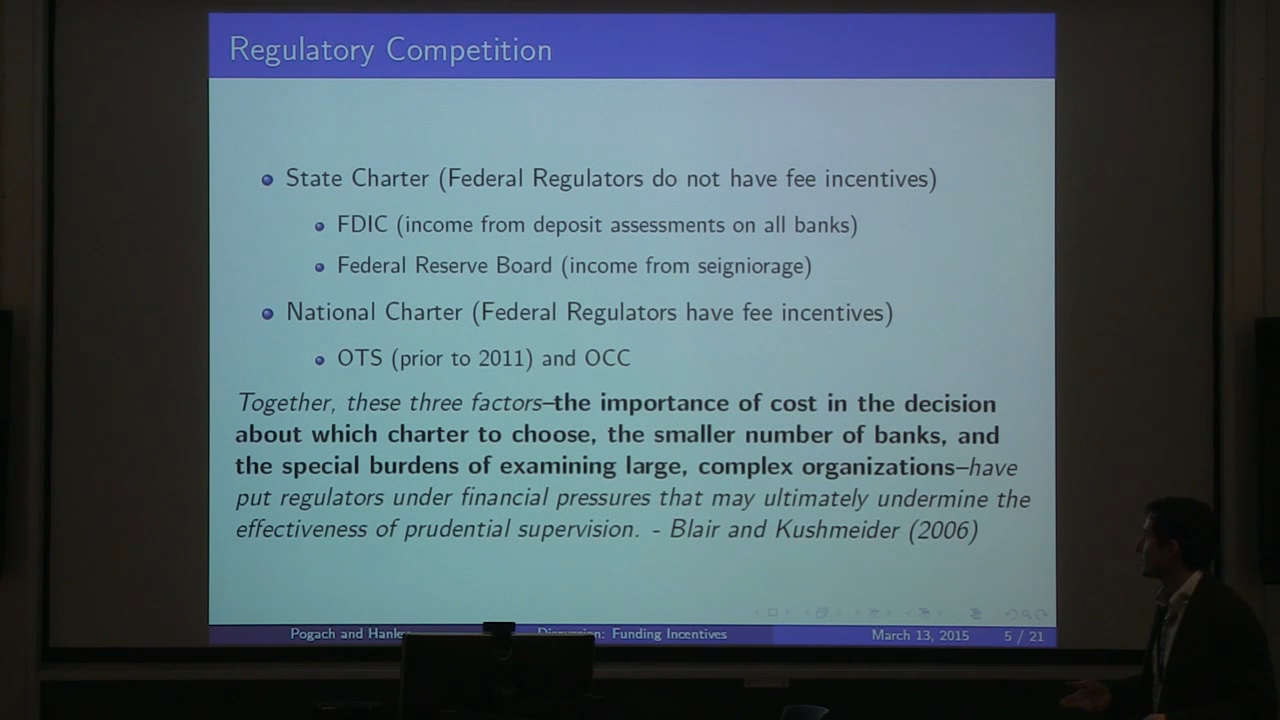 Regulatory Competition
State Charter (Federal Regulators do not have fee incentives)
FDIC (income from deposit assessments on all banks)
Federal Reserve Board (income from seigniorage)
National Charter (Federal Regulators have fee incentives)
OTS (prior to 2011) and OCC
Together, these three factors–the importance of cost in the decision
about which charter to choose, the smaller number of banks, and
the special burdens of examining large, complex organizations–have
put regulators under financial pressures that may ultimately undermine the
effectiveness of prudential supervision. - Blair and Kushmeider (2006)
Pogach and Hanley Discussion: Funding Incentives March 13, 2015 5 / 21